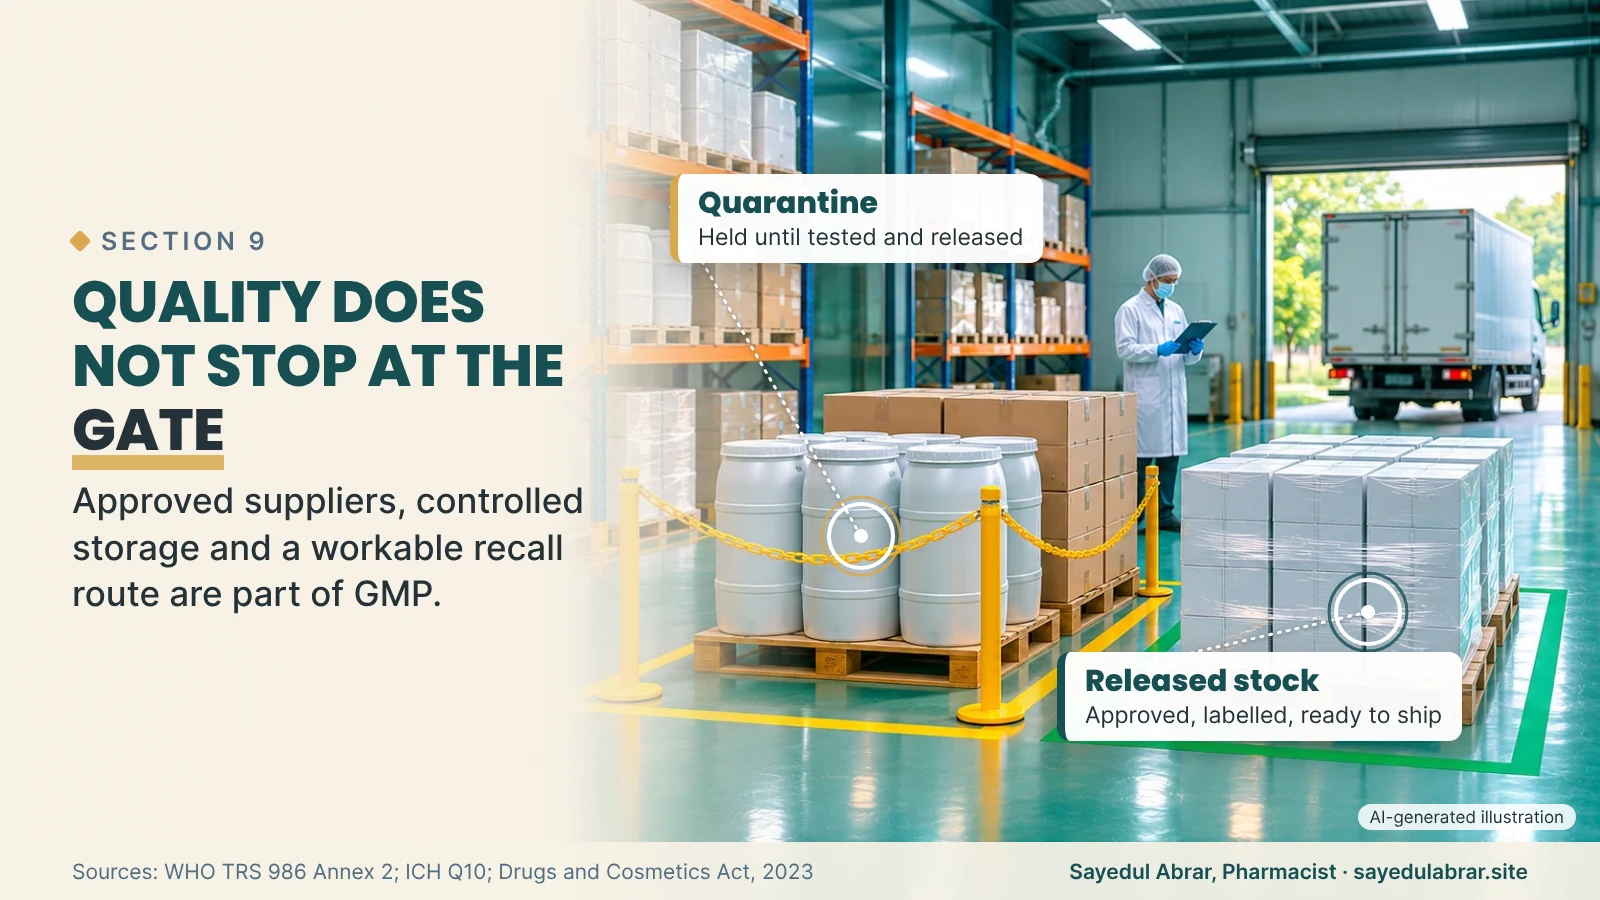 SECTION 9
QUALITY DOES
NOT STOP AT THE
GATE
Approved suppliers, controlled
storage and a workable recall
route are part of GMP.
Quarantine
Held until tested and released
Released stock
Approved, labelled, ready to ship
AI-generated illustration
Sources: WHO TRS 986 Annex 2; ICH Q10; Drugs and Cosmetics Act, 2023
Sayedul Abrar, Pharmacist · sayedulabrar.site